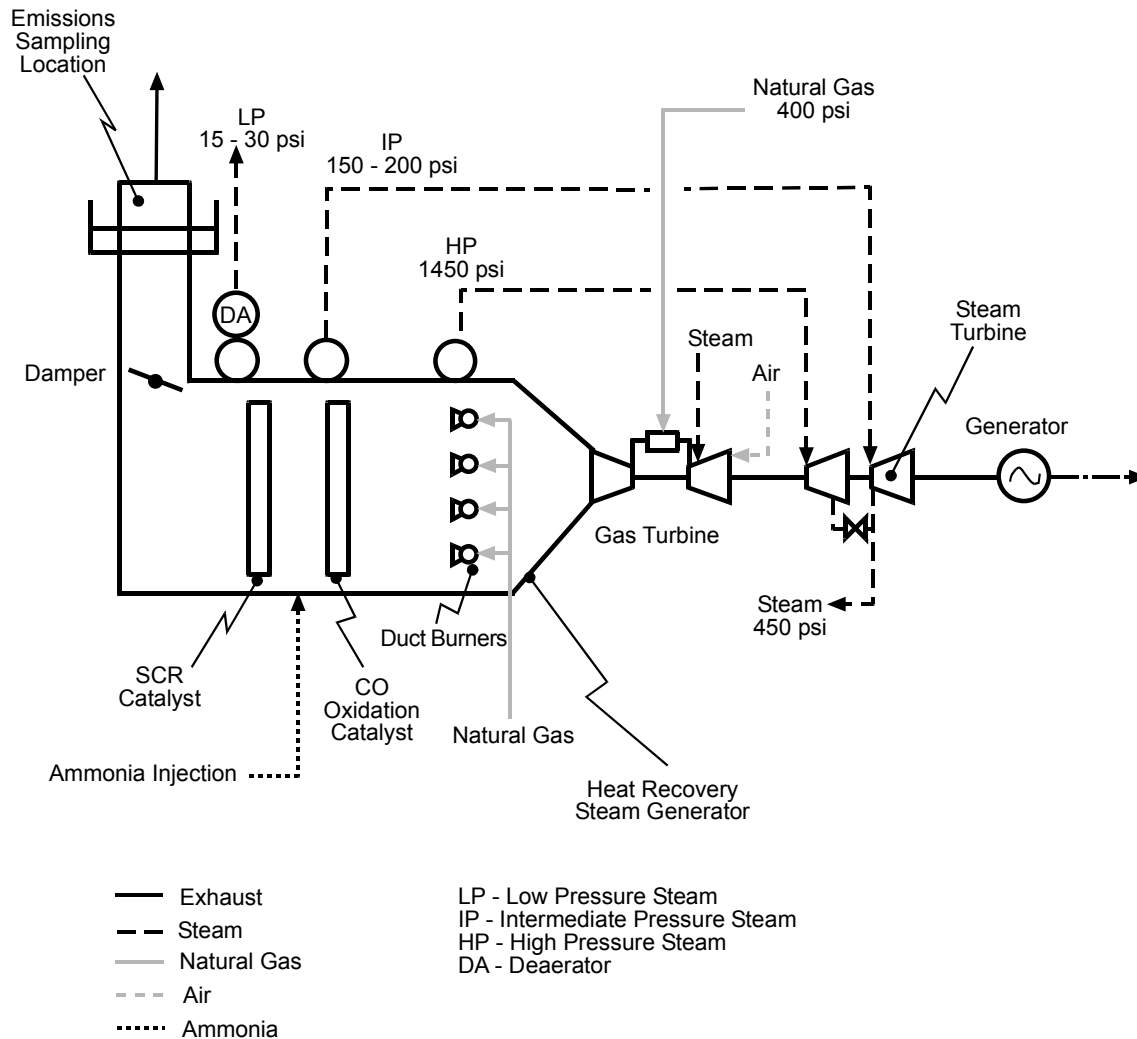 Emissions
Sampling
Location
LP
15 - 30 psi
IP
150 - 200 psi
Natural Gas
400 psi
HP
1450 psi
DA
Steam
Air
Steam
Turbine
Damper
Generator
Gas Turbine
Steam
450 psi
Duct Burners
SCR
Catalyst
CO
Oxidation
Catalyst
Natural Gas
Ammonia Injection
Heat Recovery
Steam Generator
Exhaust
Steam
Natural Gas
Air
Ammonia
LP - Low Pressure Steam
IP - Intermediate Pressure Steam
HP - High Pressure Steam
DA - Deaerator